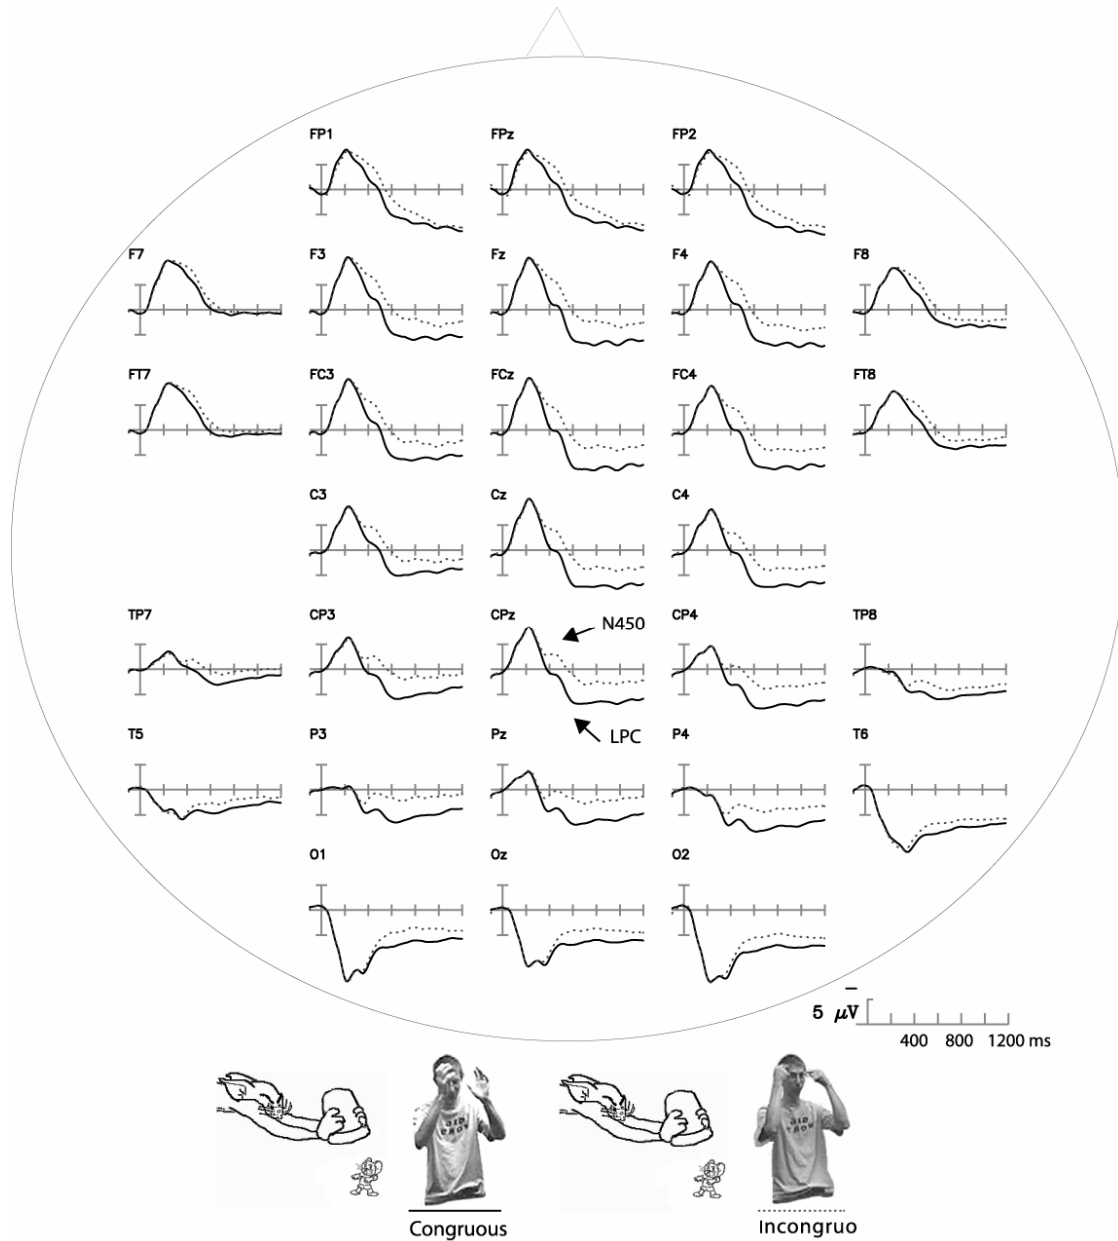 FP1 FPz FP2
F7 F3 Fz F4 F8
FT7 FC3 FCz FC4 FT8
C3 Cz C4
TP7 CP3 CPz CP4 TP8
N450
LPC
T5 P3 Pz P4 T6
O1 Oz O2
5 μV
400 800 1200 ms
Congruous Incongruo